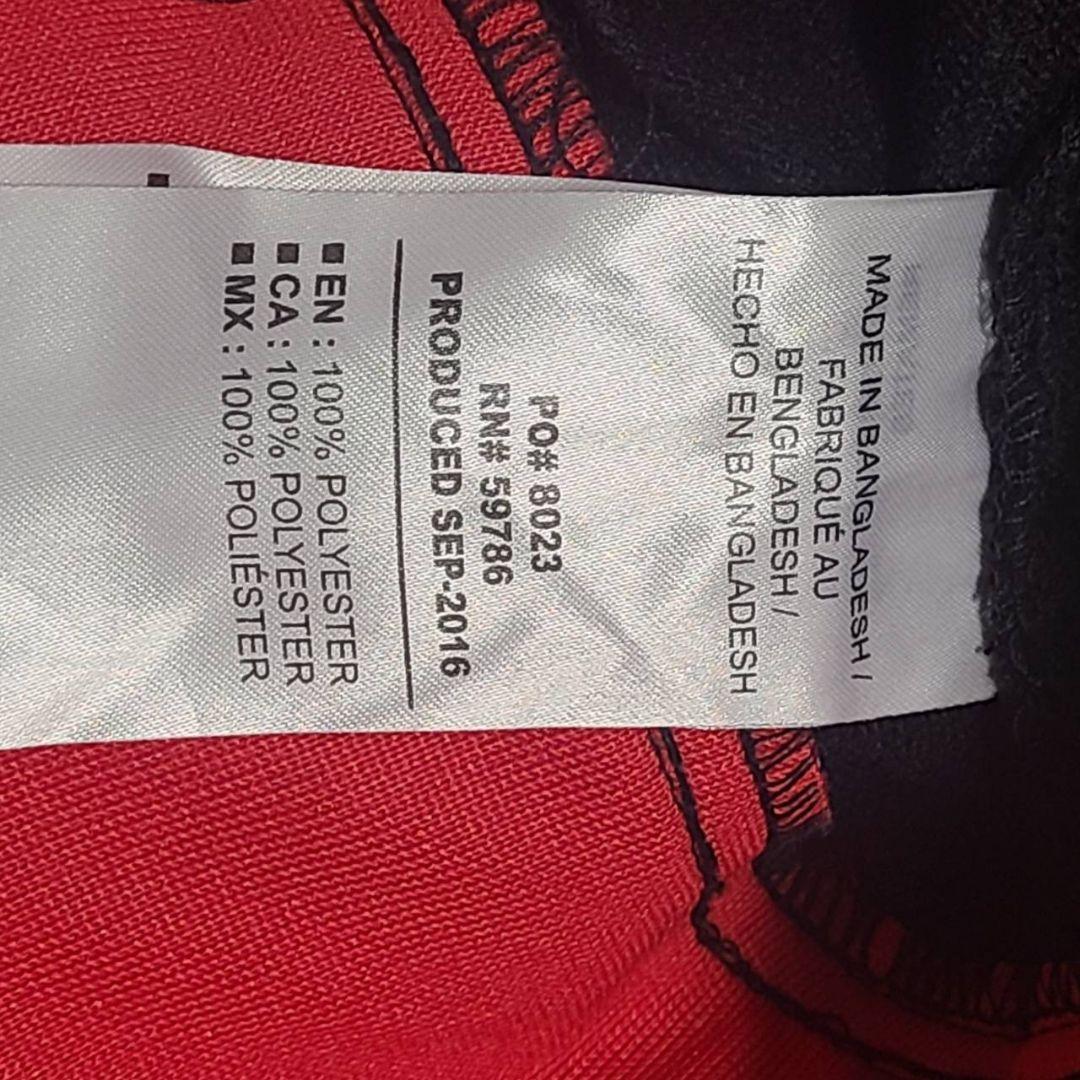 MADE IN BANGLADESH /
FABRIQUÉ AU
BENGLADESH /
HECHO EN BANGLADESH
PO# 8023
RN# 59786
PRODUCED SEP-2016
■ EN : 100% POLYESTER
■ CA : 100% POLYESTER
■ MX : 100% POLIÉSTER